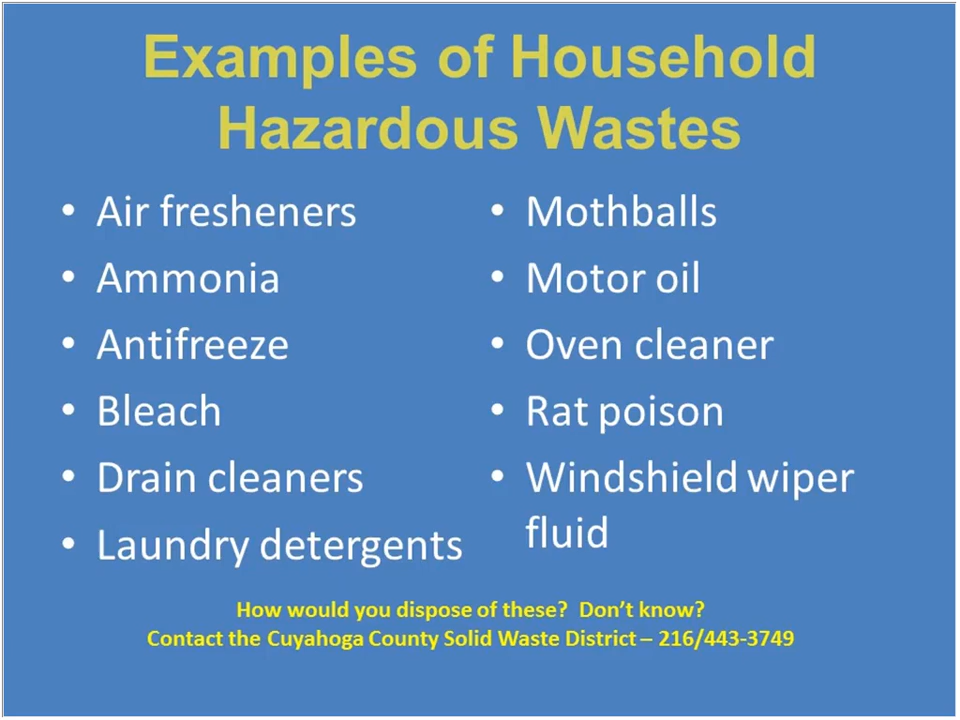 Examples of Household
Hazardous Wastes
• Air fresheners
• Ammonia
• Antifreeze
• Bleach
• Drain cleaners
• Laundry detergents
• Mothballs
• Motor oil
• Oven cleaner
• Rat poison
• Windshield wiper
fluid
How would you dispose of these?  Don’t know?
Contact the Cuyahoga County Solid Waste District – 216/443-3749